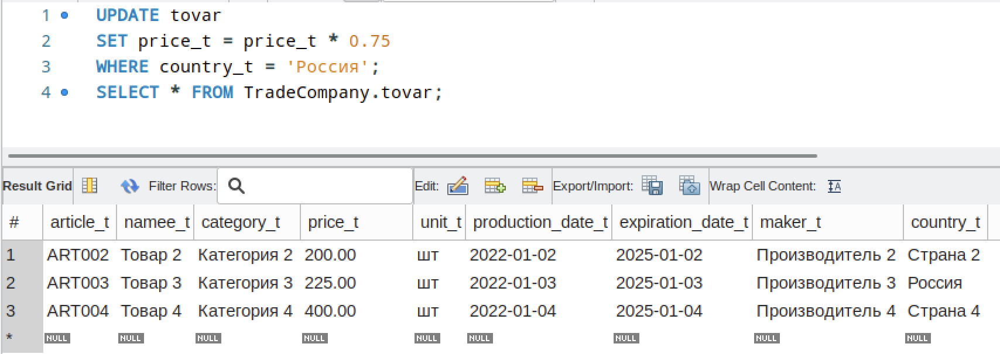 1 UPDATE tovar
2 SET price_t = price_t * 0.75
3 WHERE country_t = 'Россия';
4 SELECT * FROM TradeCompany.tovar;
Result Grid Filter Rows: Edit: Export/Import: Wrap Cell Content:
# article_t namee_t category_t price_t unit_t production_date_t expiration_date_t maker_t country_t
1 ART002 Товар 2 Категория 2 200.00 шт 2022-01-02 2025-01-02 Производитель 2 Страна 2
2 ART003 Товар 3 Категория 3 225.00 шт 2022-01-03 2025-01-03 Производитель 3 Россия
3 ART004 Товар 4 Категория 4 400.00 шт 2022-01-04 2025-01-04 Производитель 4 Страна 4
* NULL NULL NULL NULL NULL NULL NULL NULL NULL